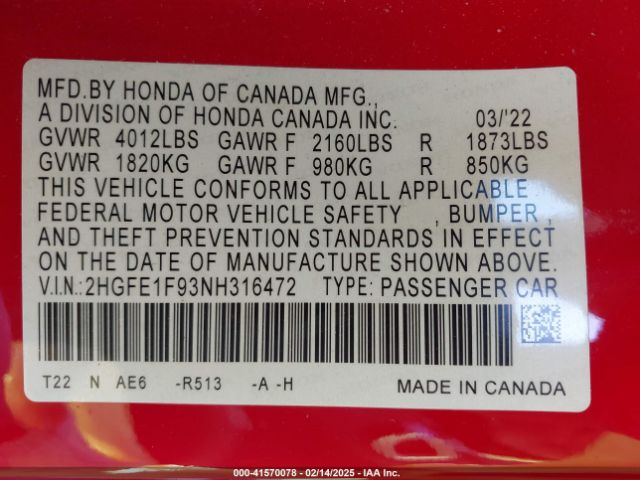 MFD.BY HONDA OF CANADA MFG.,
A DIVISION OF HONDA CANADA INC. 03/'22
GVWR 4012LBS GAWR F 2160LBS R 1873LBS
GVWR 1820KG GAWR F 980KG R 850KG
THIS VEHICLE CONFORMS TO ALL APPLICABLE
FEDERAL MOTOR VEHICLE SAFETY , BUMPER ,
AND THEFT PREVENTION STANDARDS IN EFFECT
ON THE DATE OF MANUFACTURE SHOWN ABOVE.
V.I.N.:2HGFE1F93NH316472 TYPE: PASSENGER CAR
T22 N AE6 -R513 -A -H MADE IN CANADA
000-41570078 - 02/14/2025 - IAA Inc.